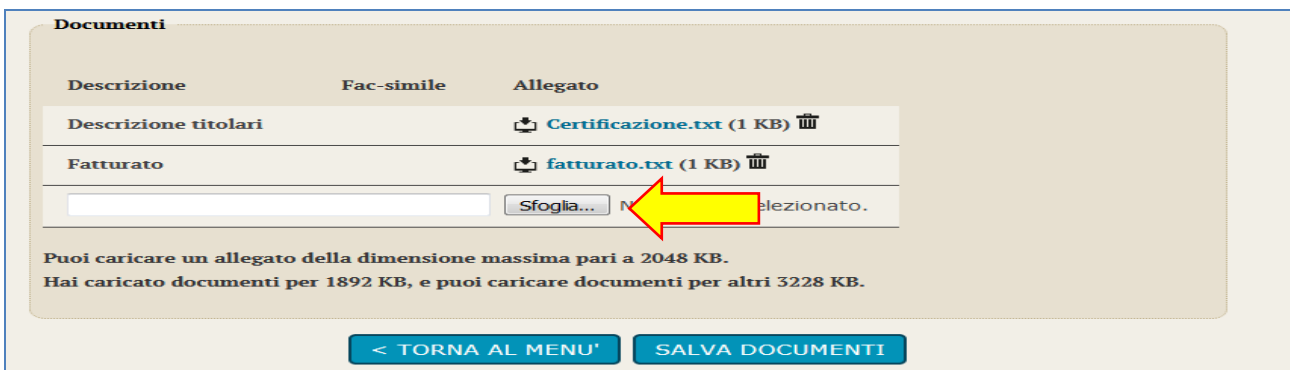 Documenti
Descrizione Fac-simile Allegato
Descrizione titolari Certificazione.txt (1 KB)
Fatturato fatturato.txt (1 KB)
Sfoglia...
Puoi caricare un allegato della dimensione massima pari a 2048 KB.
Hai caricato documenti per 1892 KB, e puoi caricare documenti per altri 3228 KB.
< TORNA AL MENU' SALVA DOCUMENTI